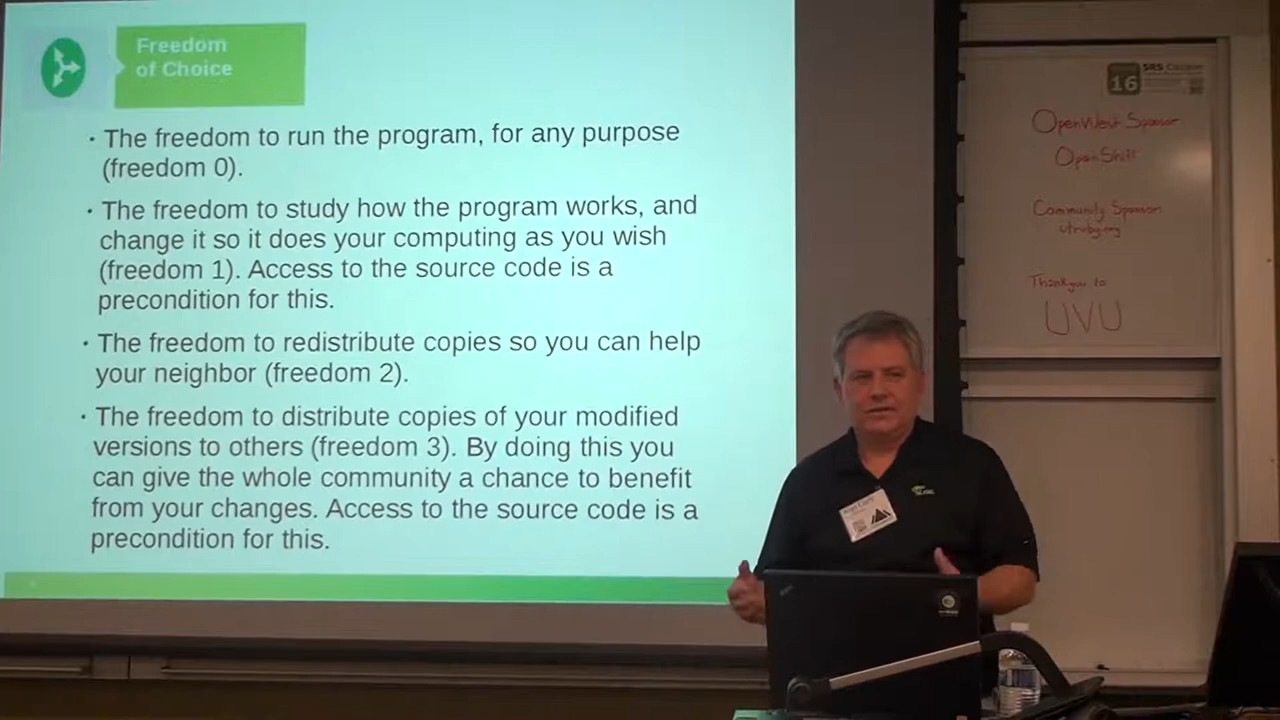 Freedom
of Choice
· The freedom to run the program, for any purpose
(freedom 0).
· The freedom to study how the program works, and
change it so it does your computing as you wish
(freedom 1). Access to the source code is a
precondition for this.
· The freedom to redistribute copies so you can help
your neighbor (freedom 2).
· The freedom to distribute copies of your modified
versions to others (freedom 3). By doing this you
can give the whole community a chance to benefit
from your changes. Access to the source code is a
precondition for this.
16
OpenWest Sponsor
OpenShift
Community Sponsor
utruby.org
Thankyou to
UVU